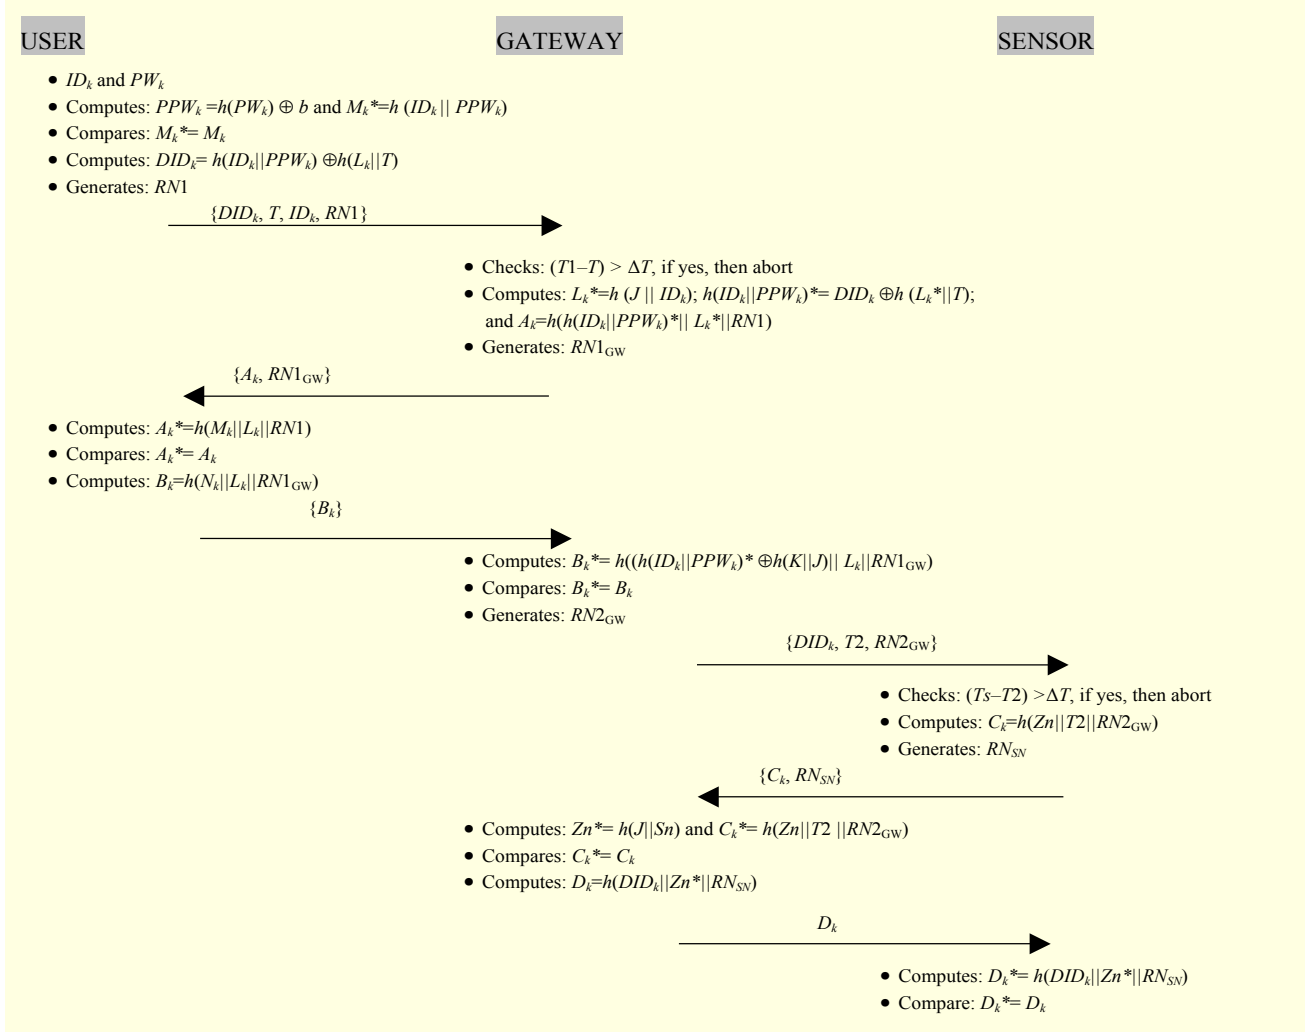 USER GATEWAY SENSOR
• IDk and PWk
• Computes: PPWk =h(PWk) ⊕ b and Mk*=h (IDk || PPWk)
• Compares: Mk*= Mk
• Computes: DIDk= h(IDk||PPWk) ⊕h(Lk||T)
• Generates: RN1
{DIDk, T, IDk, RN1}
• Checks: (T1–T) > ΔT, if yes, then abort
• Computes: Lk*=h (J || IDk); h(IDk||PPWk)*= DIDk ⊕h (Lk*||T);
and Ak=h(h(IDk||PPWk)*|| Lk*||RN1)
• Generates: RN1GW
{Ak, RN1GW}
• Computes: Ak*=h(Mk||Lk||RN1)
• Compares: Ak*= Ak
• Computes: Bk=h(Nk||Lk||RN1GW)
{Bk}
• Computes: Bk*= h((h(IDk||PPWk)* ⊕h(K||J)|| Lk||RN1GW)
• Compares: Bk*= Bk
• Generates: RN2GW
{DIDk, T2, RN2GW}
• Checks: (Ts–T2) >ΔT, if yes, then abort
• Computes: Ck=h(Zn||T2||RN2GW)
• Generates: RNSN
{Ck, RNSN}
• Computes: Zn*= h(J||Sn) and Ck*= h(Zn||T2 ||RN2GW)
• Compares: Ck*= Ck
• Computes: Dk=h(DIDk||Zn*||RNSN)
Dk
• Computes: Dk*= h(DIDk||Zn*||RNSN)
• Compare: Dk*= Dk